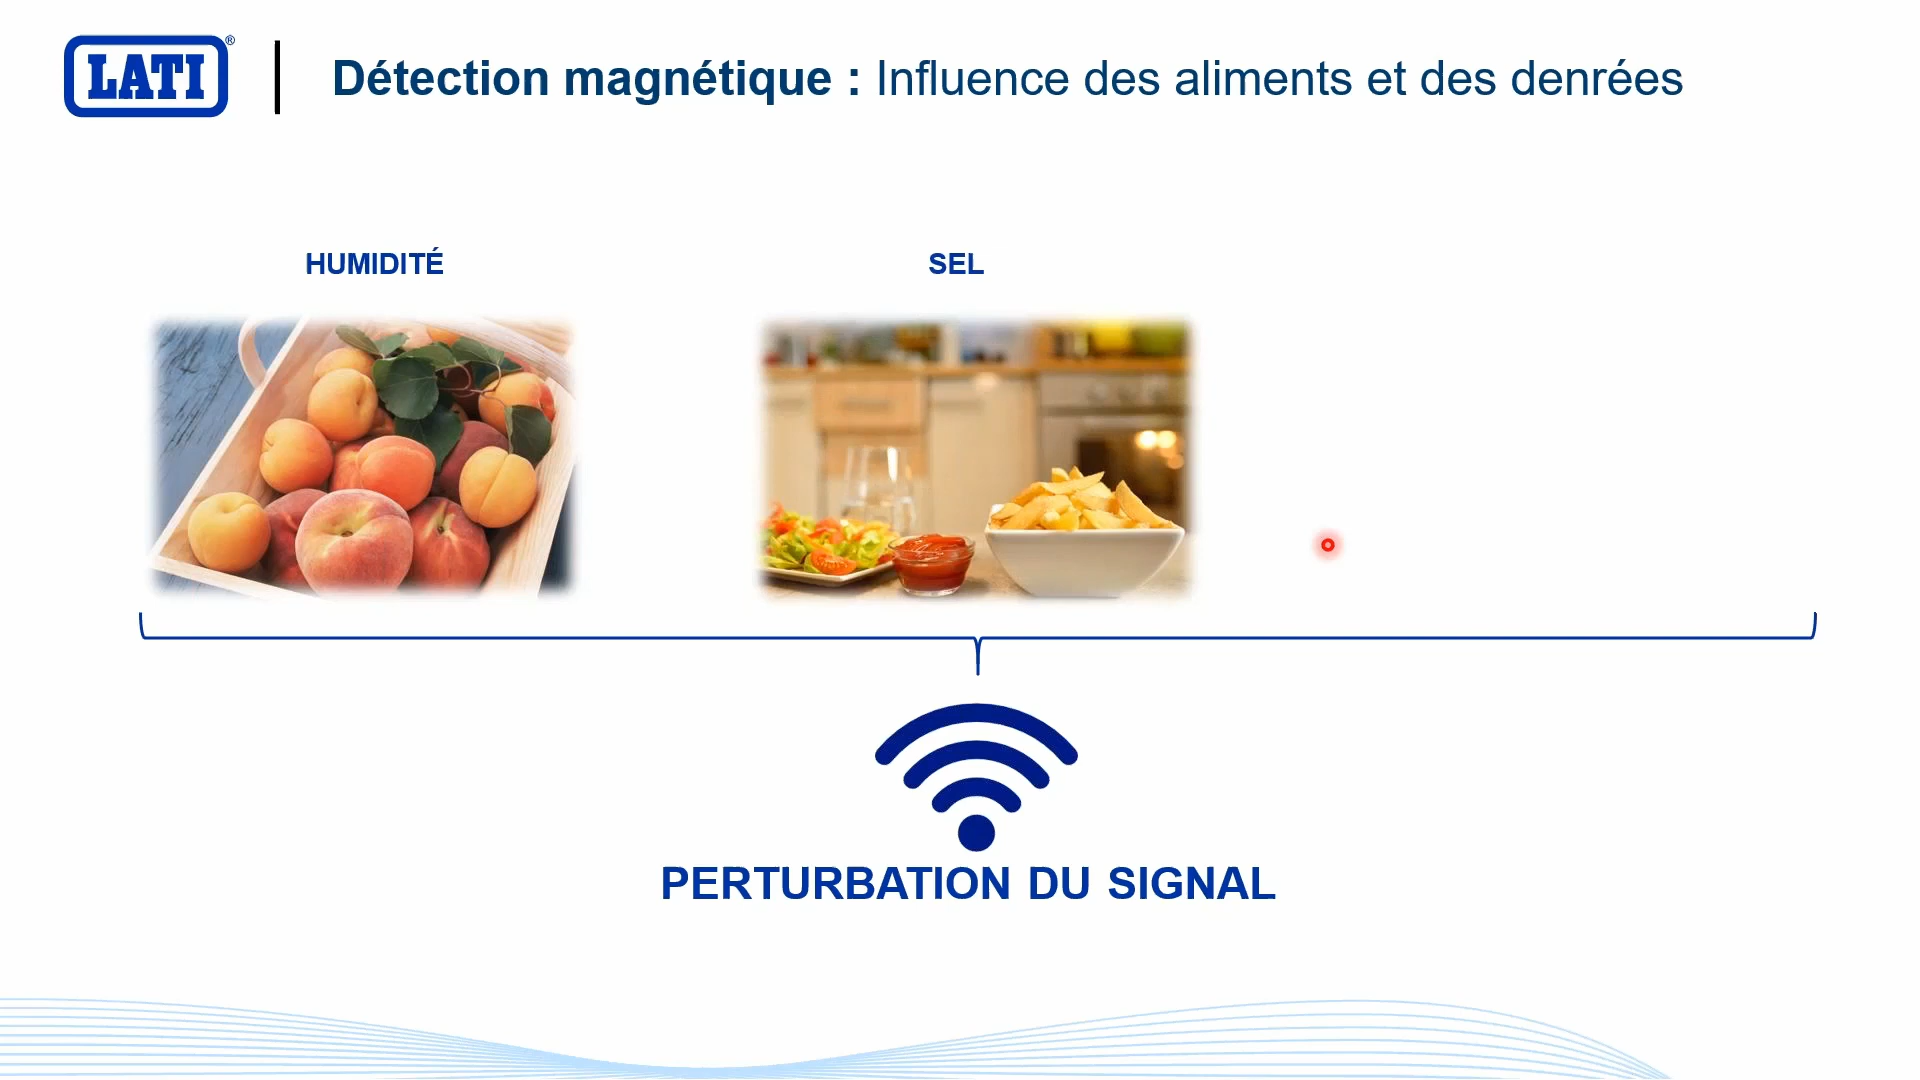 LATI®
Détection magnétique : Influence des aliments et des denrées
HUMIDITÉ
SEL
PERTURBATION DU SIGNAL